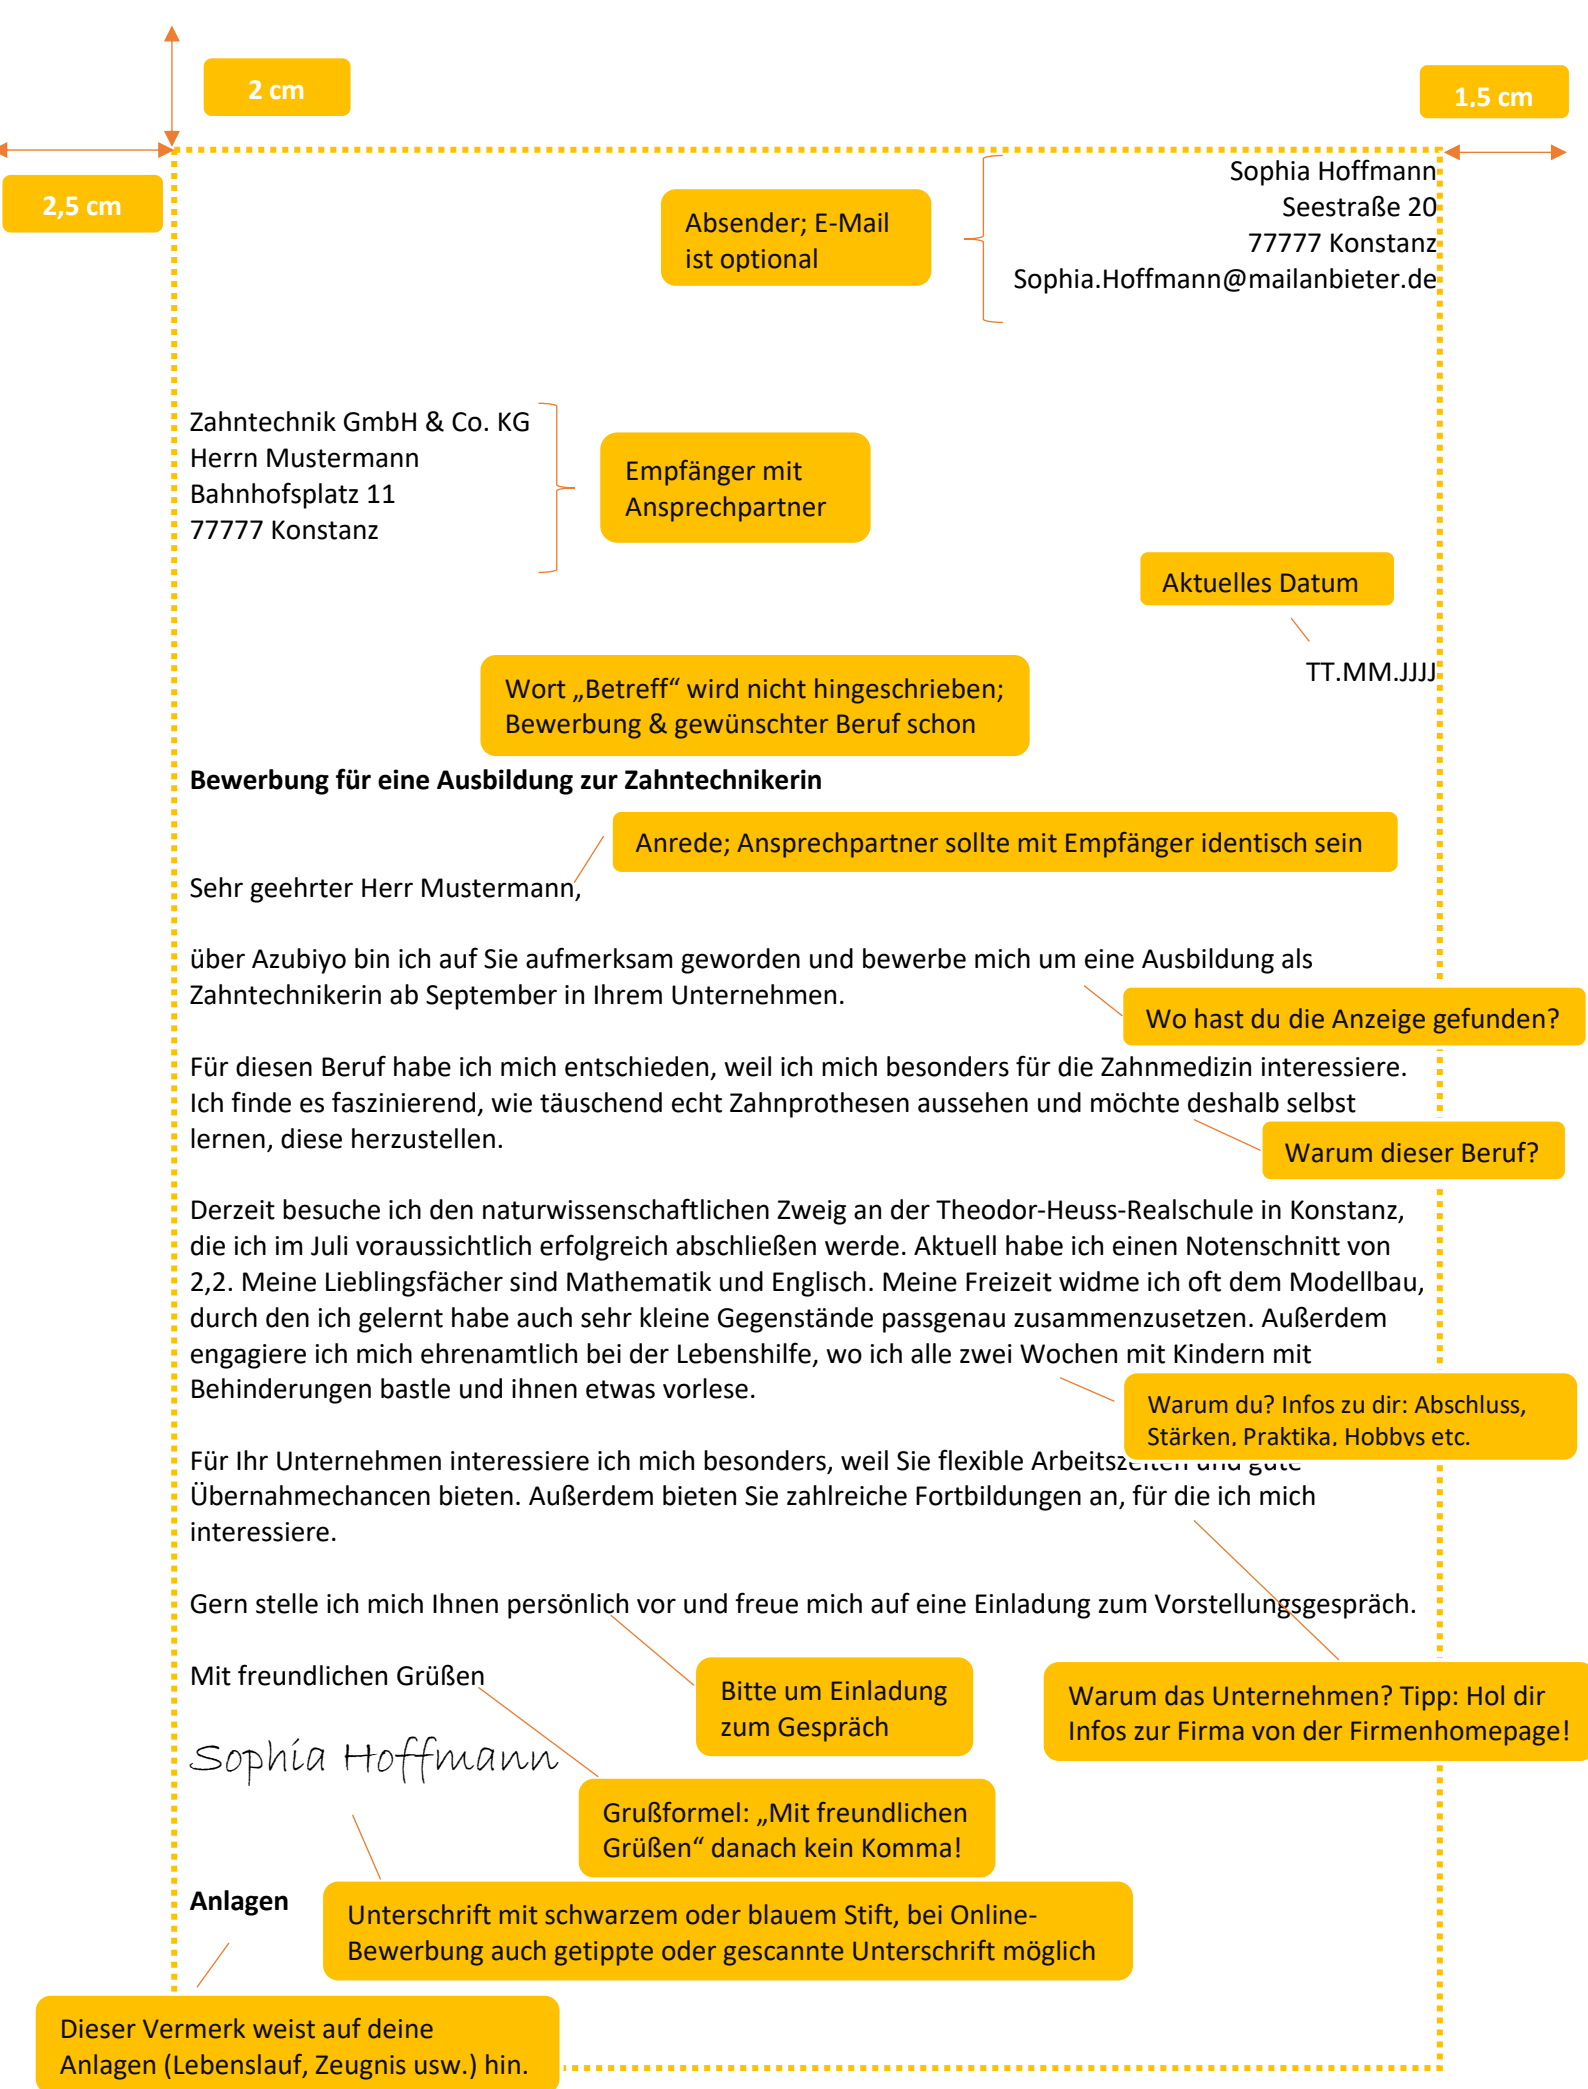 2 cm
1,5 cm
2,5 cm
Sophia Hoffmann
Seestraße 20
77777 Konstanz
Sophia.Hoffmann@mailanbieter.de
Absender; E-Mail
ist optional
Zahntechnik GmbH & Co. KG
Herrn Mustermann
Bahnhofsplatz 11
77777 Konstanz
Empfänger mit
Ansprechpartner
Aktuelles Datum
TT.MM.JJJJ
Wort „Betreff“ wird nicht hingeschrieben;
Bewerbung & gewünschter Beruf schon
Bewerbung für eine Ausbildung zur Zahntechnikerin
Anrede; Ansprechpartner sollte mit Empfänger identisch sein
Sehr geehrter Herr Mustermann,
über Azubiyo bin ich auf Sie aufmerksam geworden und bewerbe mich um eine Ausbildung als
Zahntechnikerin ab September in Ihrem Unternehmen.
Wo hast du die Anzeige gefunden?
Für diesen Beruf habe ich mich entschieden, weil ich mich besonders für die Zahnmedizin interessiere.
Ich finde es faszinierend, wie täuschend echt Zahnprothesen aussehen und möchte deshalb selbst
lernen, diese herzustellen.
Warum dieser Beruf?
Derzeit besuche ich den naturwissenschaftlichen Zweig an der Theodor-Heuss-Realschule in Konstanz,
die ich im Juli voraussichtlich erfolgreich abschließen werde. Aktuell habe ich einen Notenschnitt von
2,2. Meine Lieblingsfächer sind Mathematik und Englisch. Meine Freizeit widme ich oft dem Modellbau,
durch den ich gelernt habe auch sehr kleine Gegenstände passgenau zusammenzusetzen. Außerdem
engagiere ich mich ehrenamtlich bei der Lebenshilfe, wo ich alle zwei Wochen mit Kindern mit
Behinderungen bastle und ihnen etwas vorlese.
Warum du? Infos zu dir: Abschluss,
Stärken, Praktika, Hobbys etc.
Für Ihr Unternehmen interessiere ich mich besonders, weil Sie flexible Arbeitszeiten und gute
Übernahmechancen bieten. Außerdem bieten Sie zahlreiche Fortbildungen an, für die ich mich
interessiere.
Gern stelle ich mich Ihnen persönlich vor und freue mich auf eine Einladung zum Vorstellungsgespräch.
Mit freundlichen Grüßen
Bitte um Einladung
zum Gespräch
Warum das Unternehmen? Tipp: Hol dir
Infos zur Firma von der Firmenhomepage!
Sophia Hoffmann
Grußformel: „Mit freundlichen
Grüßen“ danach kein Komma!
Anlagen
Unterschrift mit schwarzem oder blauem Stift, bei Online-
Bewerbung auch getippte oder gescannte Unterschrift möglich
Dieser Vermerk weist auf deine
Anlagen (Lebenslauf, Zeugnis usw.) hin.